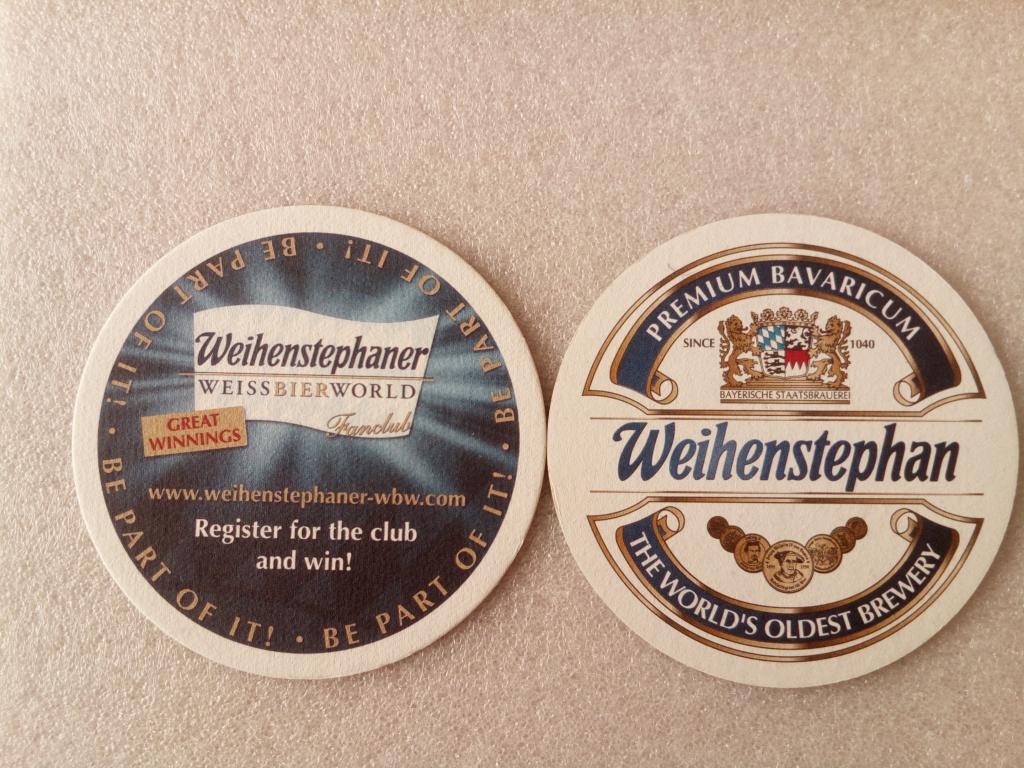 BE PART OF IT! • BE PART OF IT! • BE PART OF IT! • BE PART OF IT! •
Weihenstephaner
WEISSBIERWORLD
Fanclub
GREAT
WINNINGS
www.weihenstephaner-wbw.com
Register for the club
and win!
PREMIUM BAVARICUM
SINCE 1040
BAYERISCHE STAATSBRAUEREI
Weihenstephan
THE WORLD'S OLDEST BREWERY